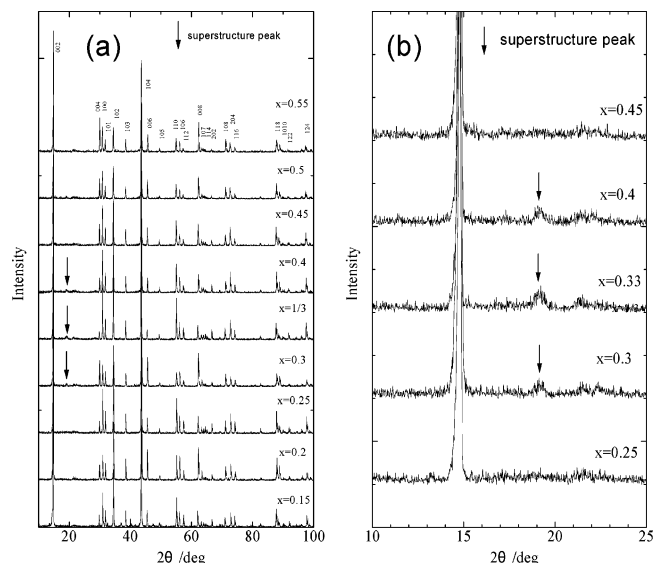 (a)
superstructure peak
002
004
100
101
102
103
104
006
105
110
106
112
008
107
114
202
108
204
116
118
1010
122
124
x=0.55
x=0.5
x=0.45
x=0.4
x=1/3
x=0.3
x=0.25
x=0.2
x=0.15
Intensity
20 40 60 80 100
2θ /deg
(b)
superstructure peak
x=0.45
x=0.4
x=0.33
x=0.3
x=0.25
Intensity
10 15 20 25
2θ /deg